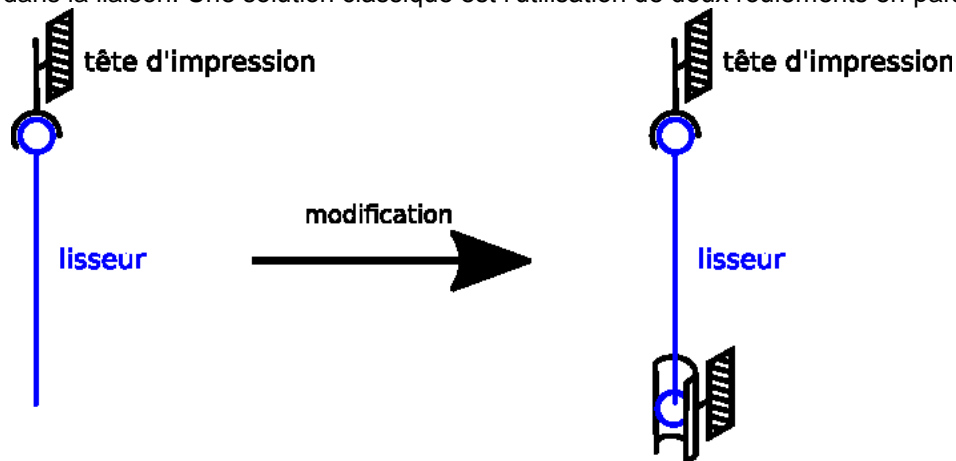 dans la liaison. Une solution classique est l'utilisation de deux roulements en
tête d'impression
tête d'impression
modification
lisseur
lisseur